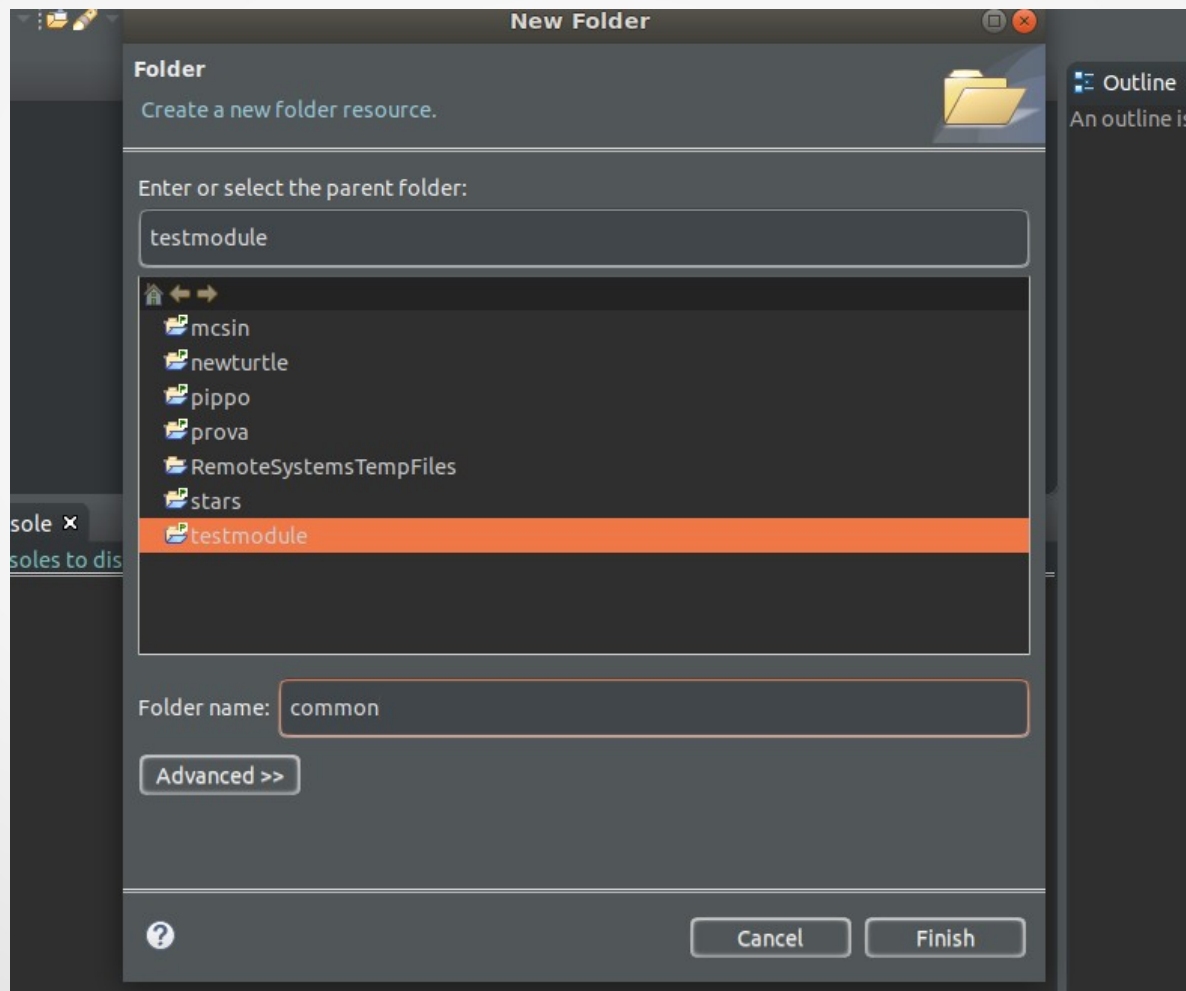 New Folder
Folder
Create a new folder resource.
Enter or select the parent folder:
testmodule
mcsin
newturtle
pippo
prova
RemoteSystemsTempFiles
stars
testmodule
Folder name: common
Advanced >>
Cancel Finish
Outline
An outline is
sole
soles to dis